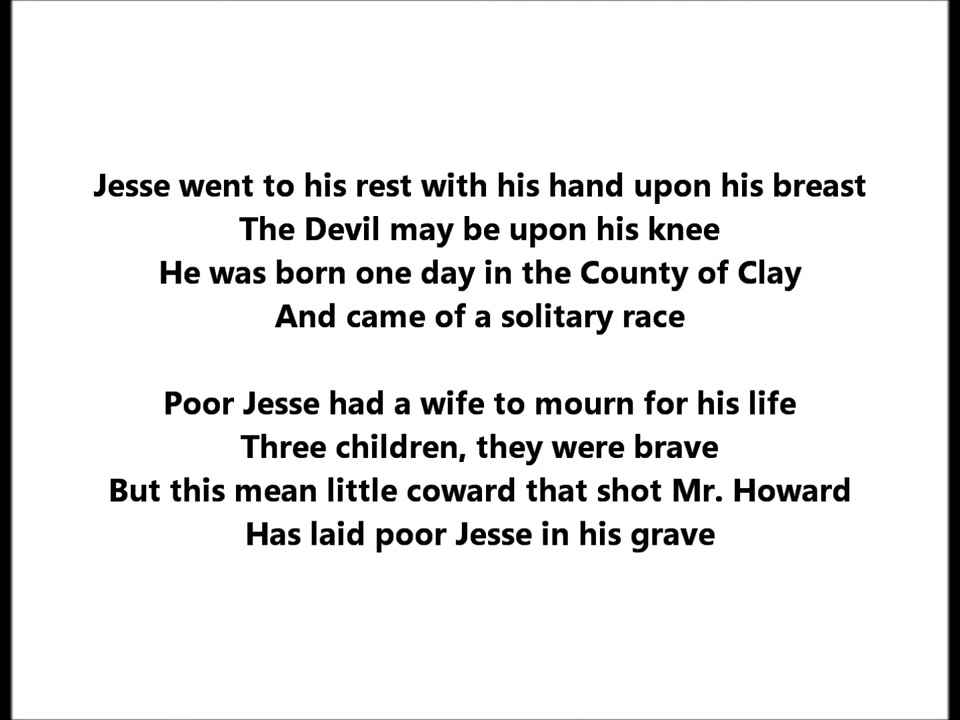 Jesse went to his rest with his hand upon his breast
The Devil may be upon his knee
He was born one day in the County of Clay
And came of a solitary race
Poor Jesse had a wife to mourn for his life
Three children, they were brave
But this mean little coward that shot Mr. Howard
Has laid poor Jesse in his grave